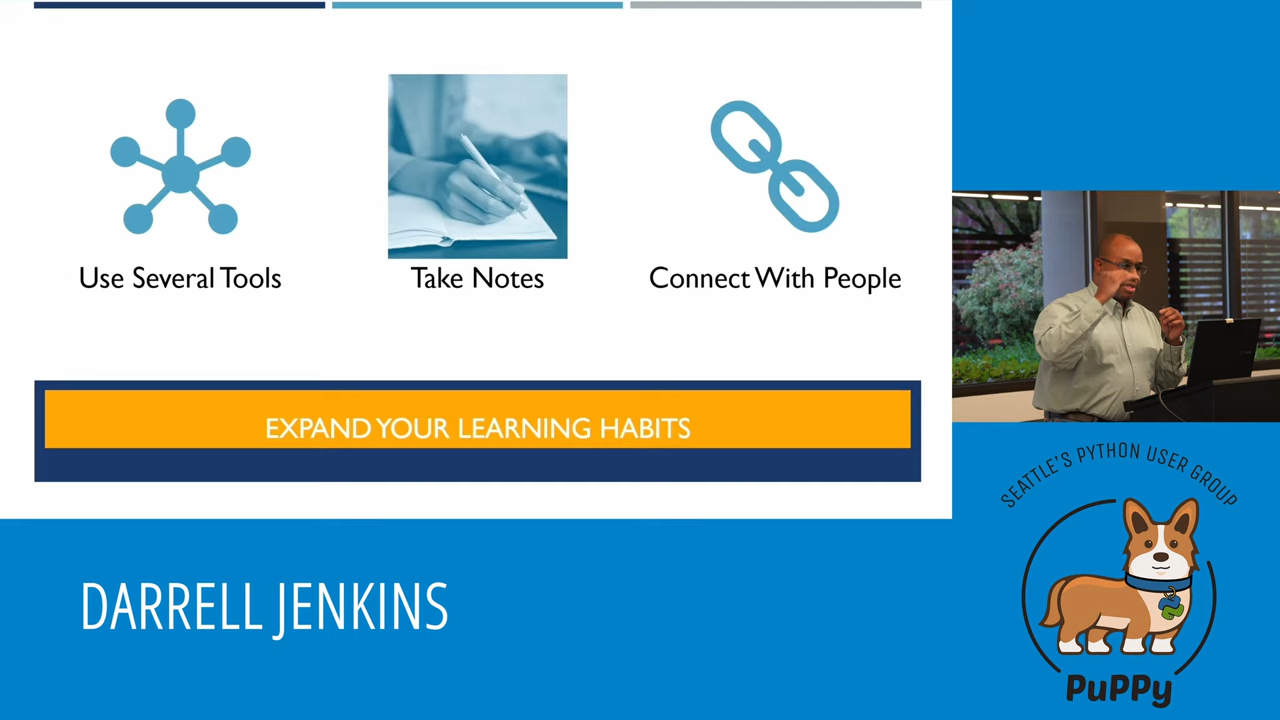 Use Several Tools
Take Notes
Connect With People
EXPAND YOUR LEARNING HABITS
DARRELL JENKINS
SEATTLE'S PYTHON USER GROUP
PuPPy